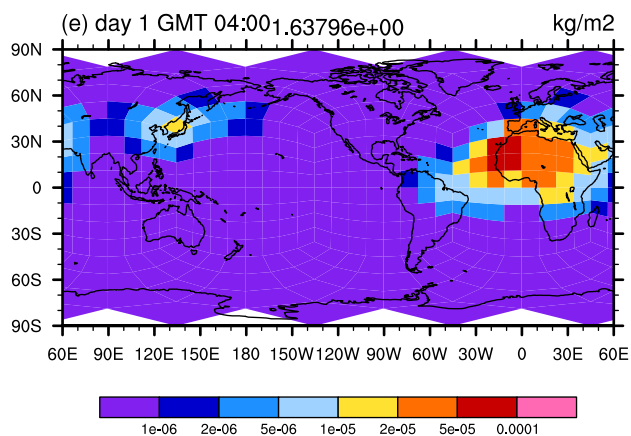 (e) day 1 GMT 04:00 1.63796e+00 kg/m2
90N
60N
30N
0
30S
60S
90S
60E 90E 120E 150E 180 150W 120W 90W 60W 30W 0 30E 60E
1e-06 2e-06 5e-06 1e-05 2e-05 5e-05 0.0001